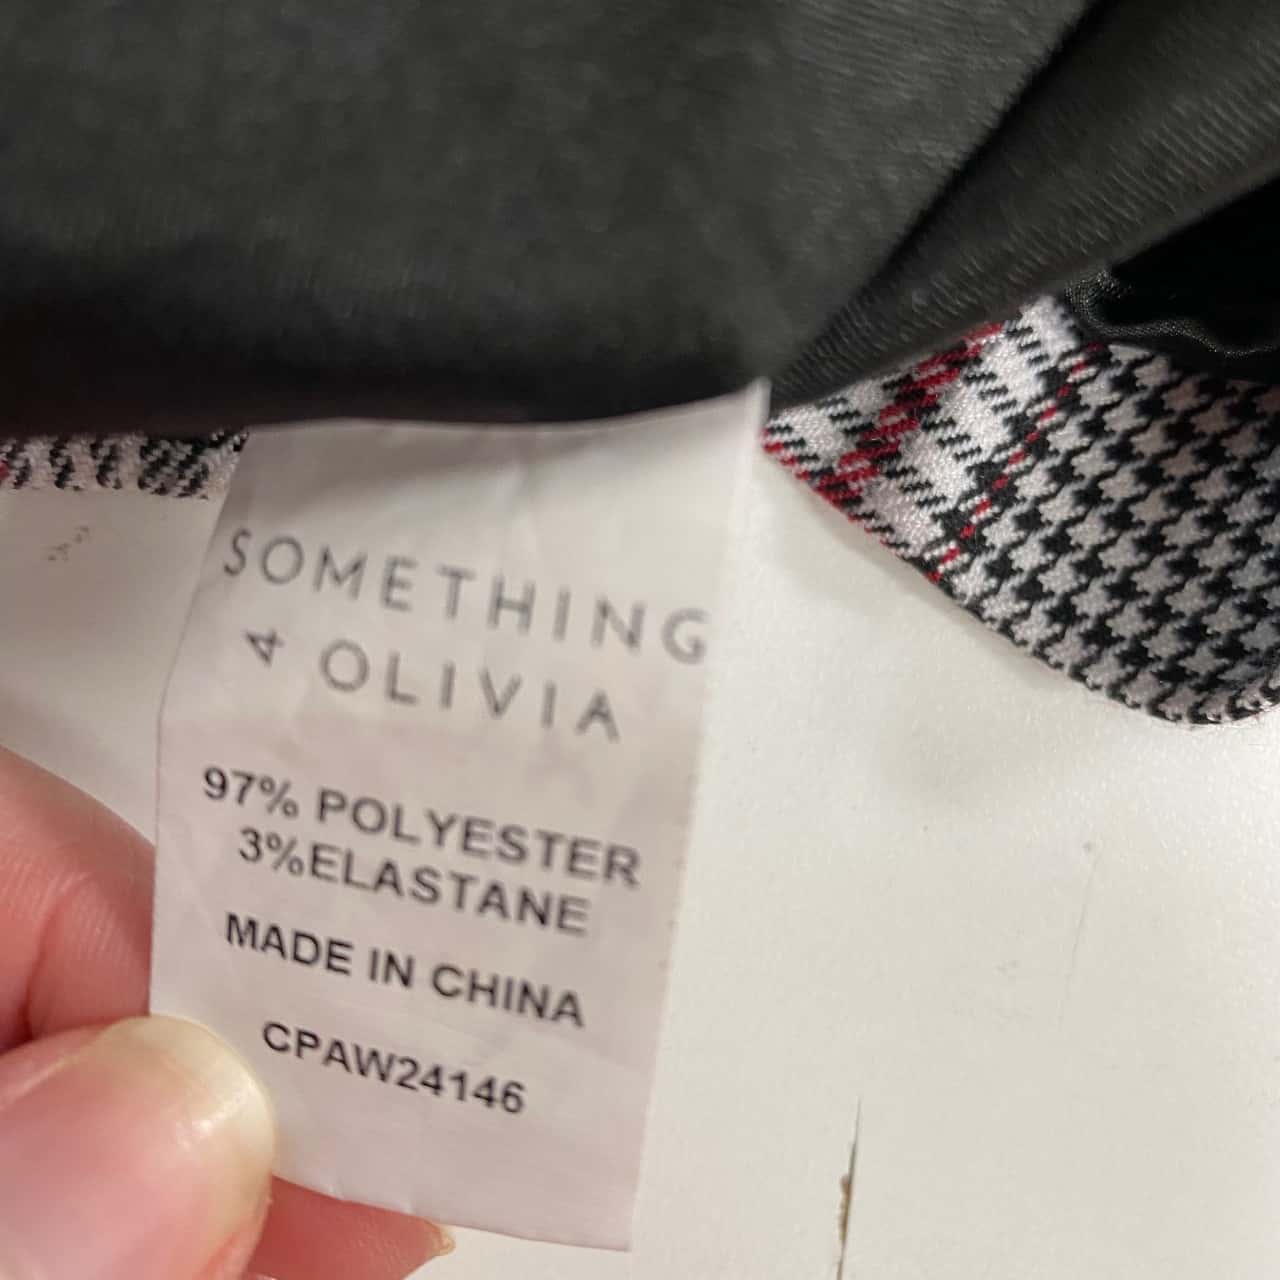 SOMETHING
4 OLIVIA
97% POLYESTER
3%ELASTANE
MADE IN CHINA
CPAW24146